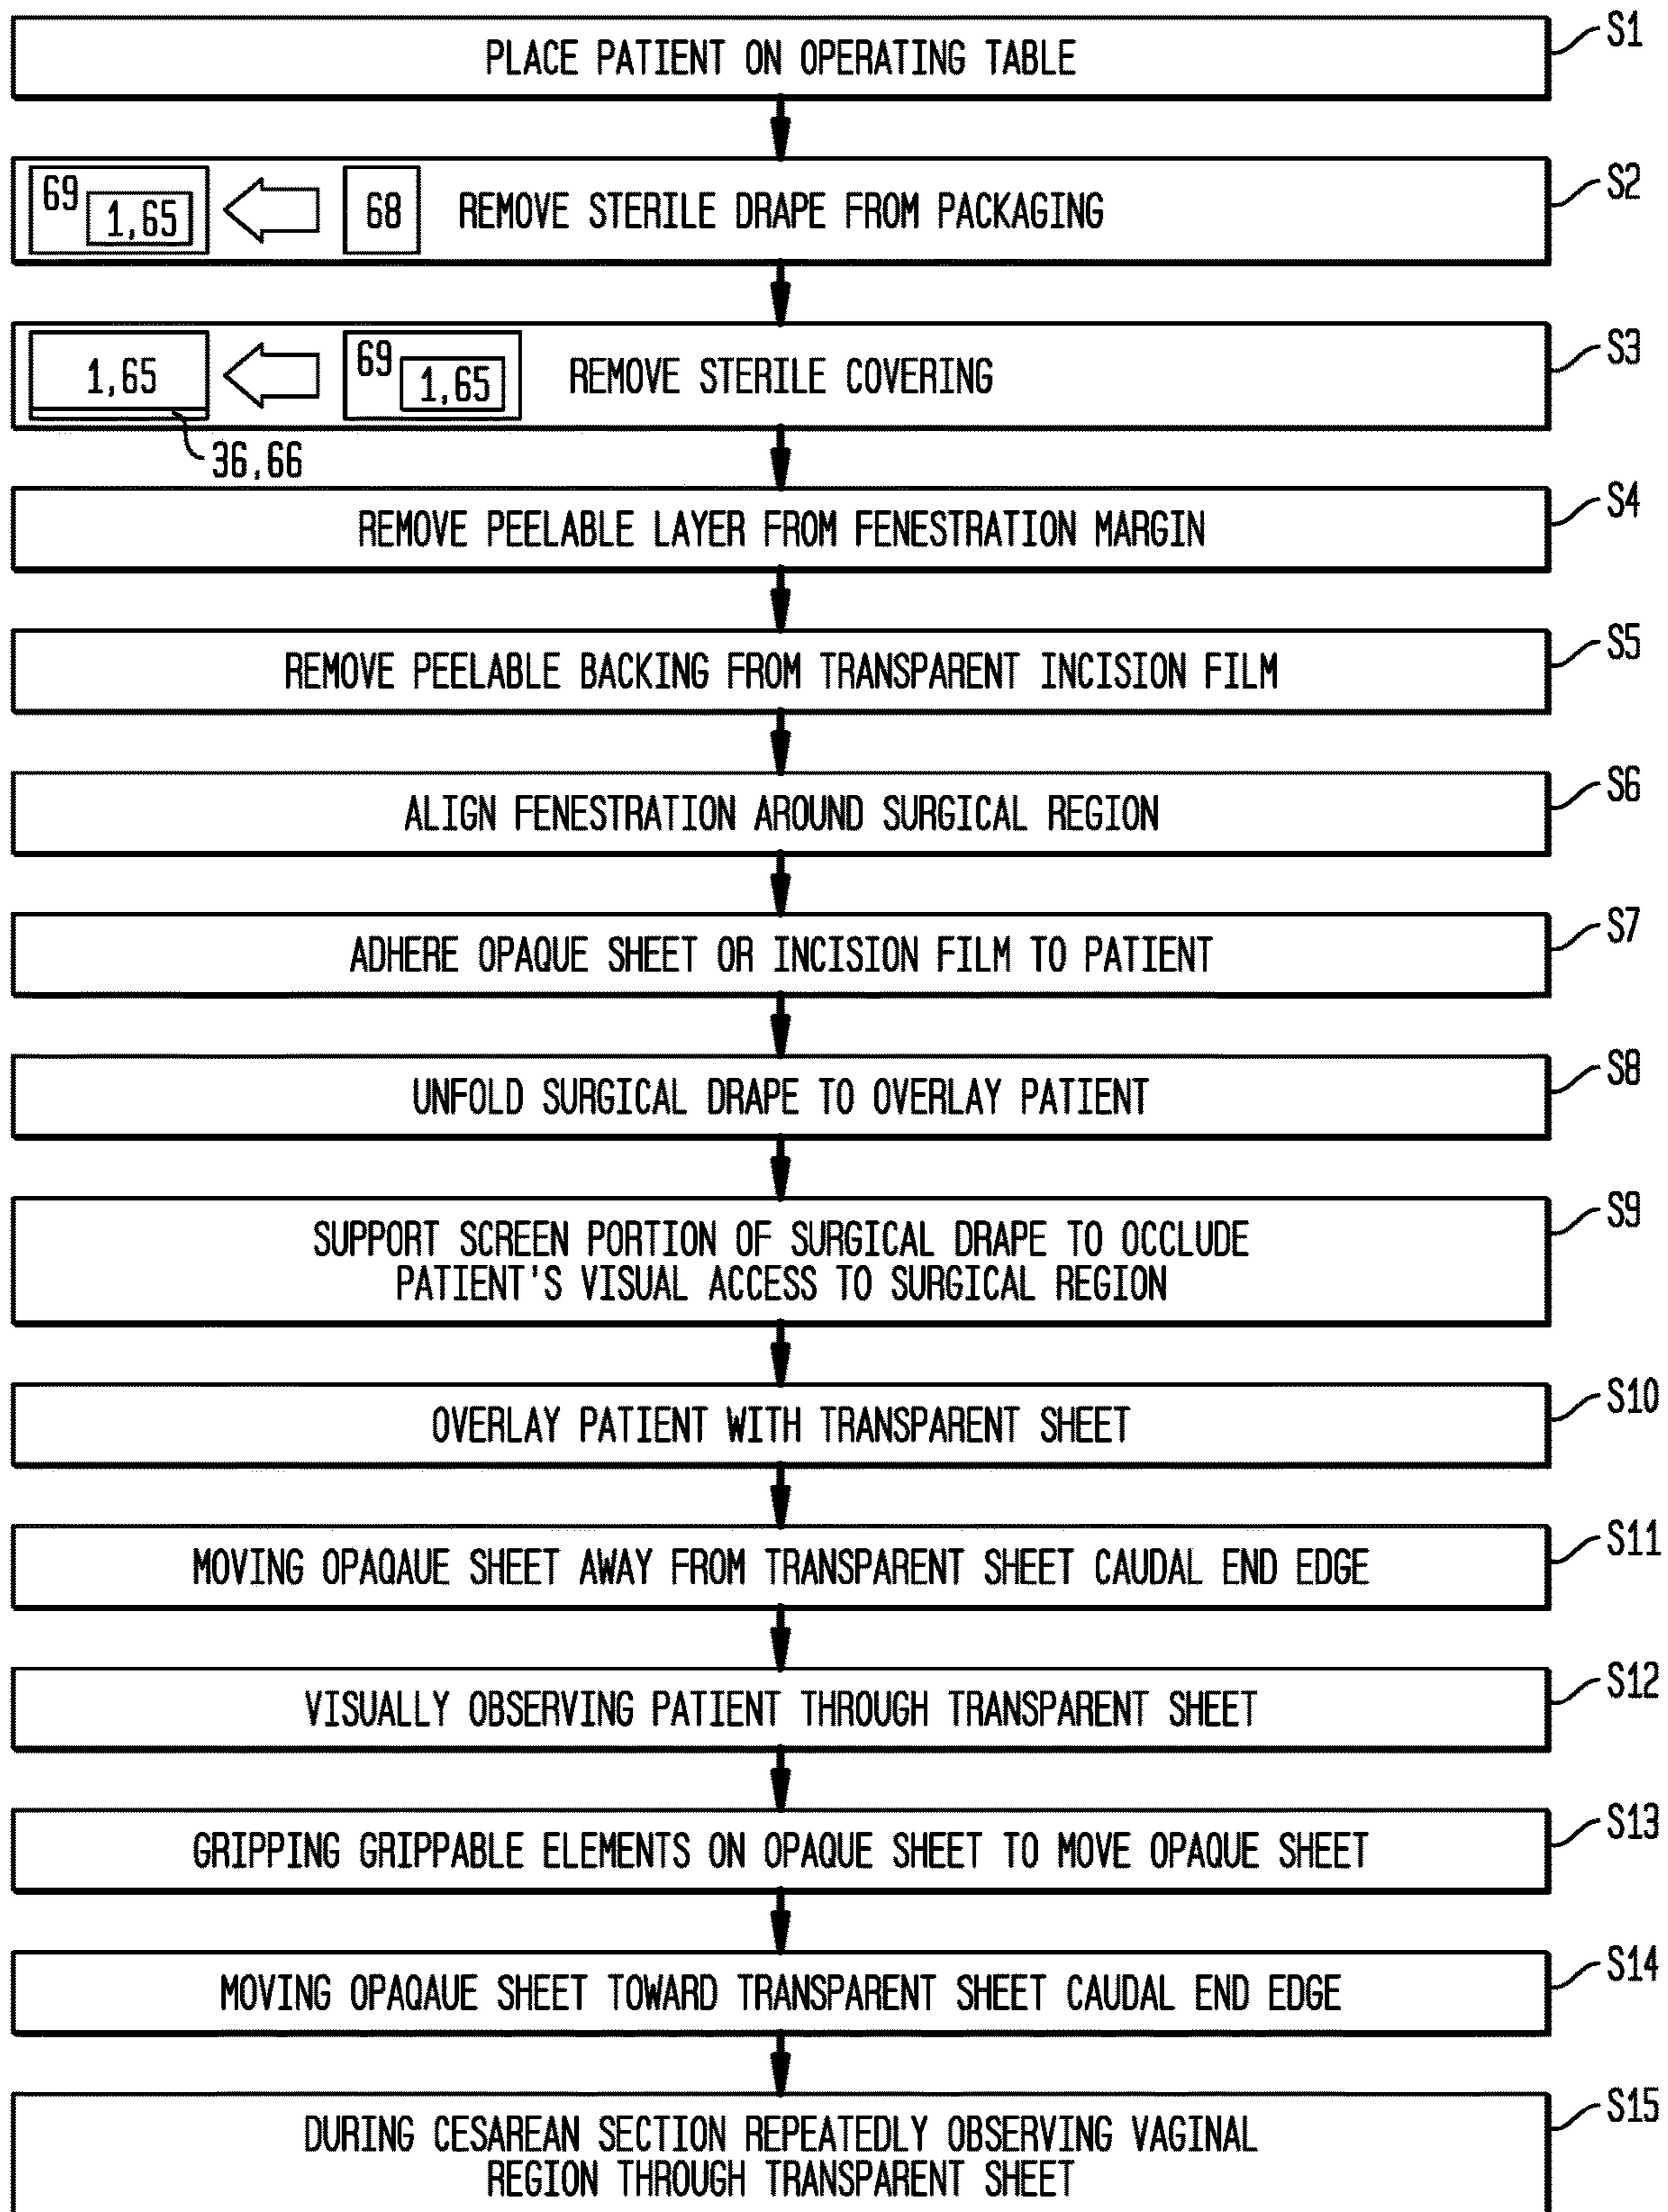 PLACE PATIENT ON OPERATING TABLE
S1
69
1,65
68
REMOVE STERILE DRAPE FROM PACKAGING
S2
1,65
69
1,65
REMOVE STERILE COVERING
S3
36,66
REMOVE PEELABLE LAYER FROM FENESTRATION MARGIN
S4
REMOVE PEELABLE BACKING FROM TRANSPARENT INCISION FILM
S5
ALIGN FENESTRATION AROUND SURGICAL REGION
S6
ADHERE OPAQUE SHEET OR INCISION FILM TO PATIENT
S7
UNFOLD SURGICAL DRAPE TO OVERLAY PATIENT
S8
SUPPORT SCREEN PORTION OF SURGICAL DRAPE TO OCCLUDE
PATIENT'S VISUAL ACCESS TO SURGICAL REGION
S9
OVERLAY PATIENT WITH TRANSPARENT SHEET
S10
MOVING OPAQAUE SHEET AWAY FROM TRANSPARENT SHEET CAUDAL END EDGE
S11
VISUALLY OBSERVING PATIENT THROUGH TRANSPARENT SHEET
S12
GRIPPING GRIPPABLE ELEMENTS ON OPAQUE SHEET TO MOVE OPAQUE SHEET
S13
MOVING OPAQAUE SHEET TOWARD TRANSPARENT SHEET CAUDAL END EDGE
S14
DURING CESAREAN SECTION REPEATEDLY OBSERVING VAGINAL
REGION THROUGH TRANSPARENT SHEET
S15